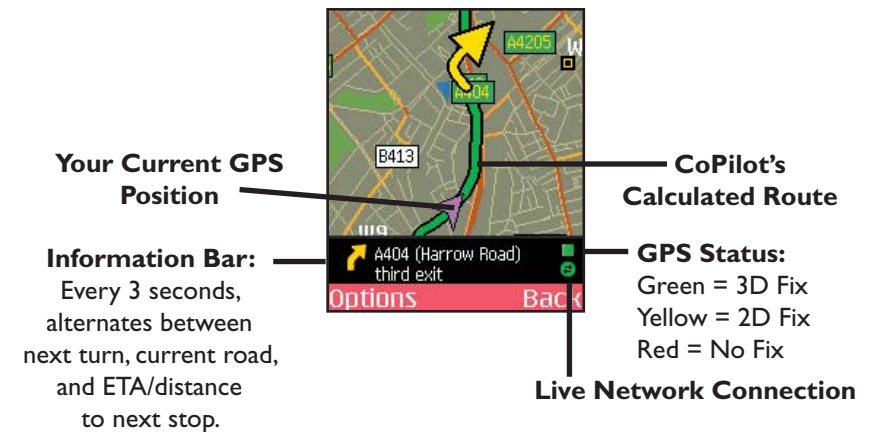 A4205
A404
B413
W9
A404 (Harrow Road)
third exit
Options
Back
Your Current GPS
Position
CoPilot's
Calculated Route
Information Bar:
Every 3 seconds,
alternates between
next turn, current road,
and ETA/distance
to next stop.
GPS Status:
Green = 3D Fix
Yellow = 2D Fix
Red = No Fix
Live Network Connection